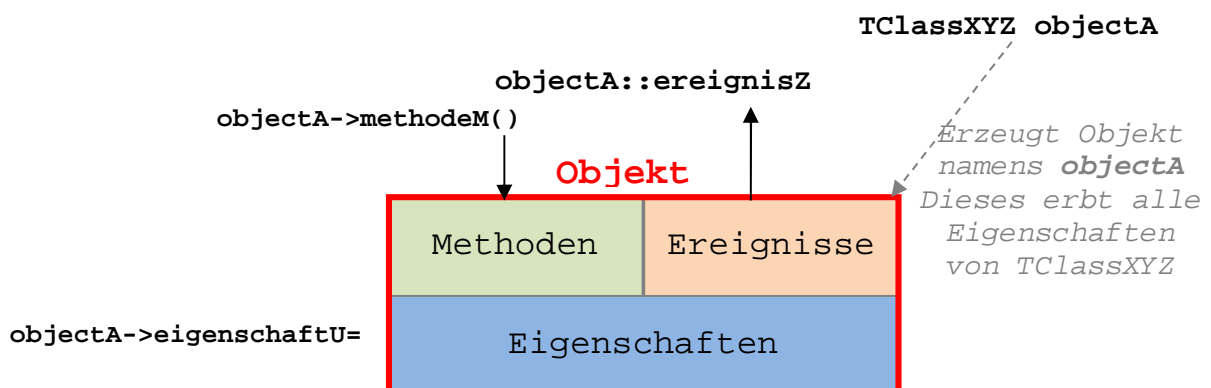 TClassXYZ objectA
objectA::ereignisZ
objectA->methodeM()
Erzeugt Objekt
namens objectA
Dieses erbt alle
Eigenschaften
von TClassXYZ
Objekt
Methoden
Ereignisse
objectA->eigenschaftU=
Eigenschaften